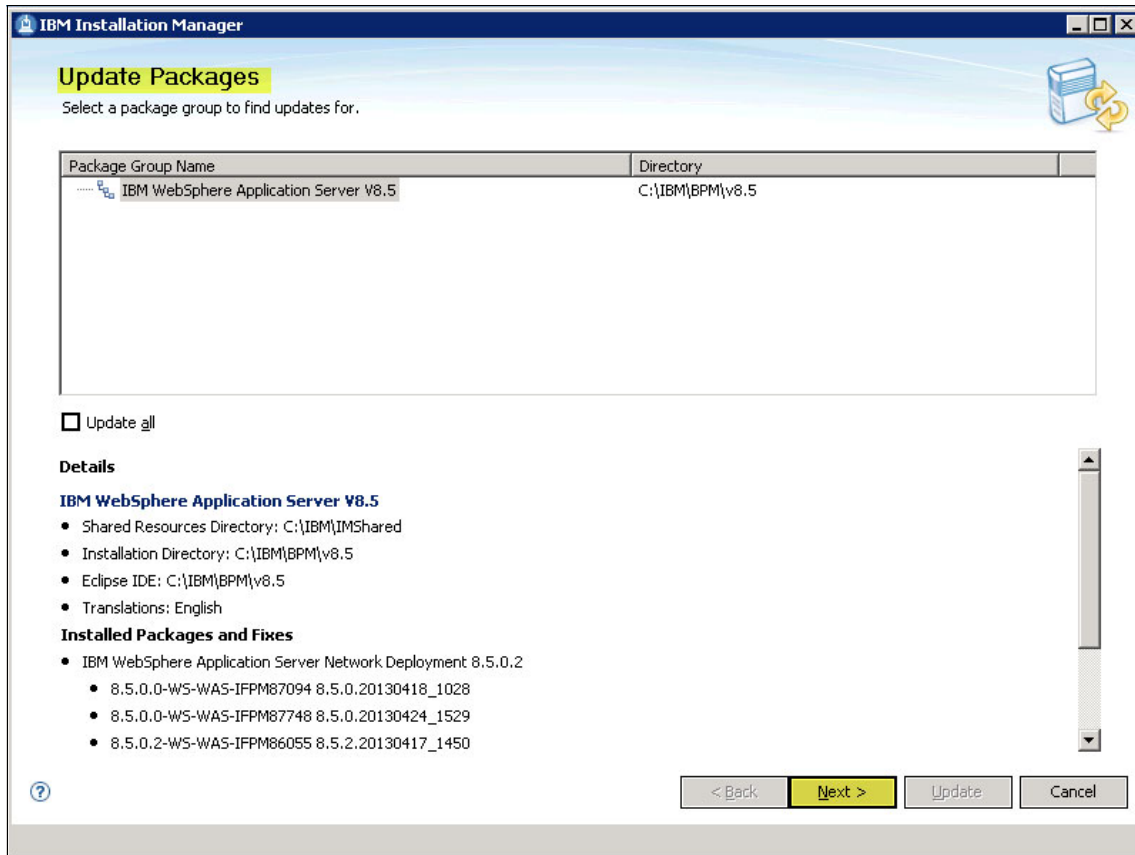 IBM Installation Manager
Update Packages
Select a package group to find updates for.
Package Group Name Directory
IBM WebSphere Application Server V8.5 C:\IBM\BPM\v8.5
Update all
Details
IBM WebSphere Application Server V8.5
• Shared Resources Directory: C:\IBM\IMShared
• Installation Directory: C:\IBM\BPM\v8.5
• Eclipse IDE: C:\IBM\BPM\v8.5
• Translations: English
Installed Packages and Fixes
• IBM WebSphere Application Server Network Deployment 8.5.0.2
• 8.5.0.0-WS-WAS-IFPM87094 8.5.0.20130418_1028
• 8.5.0.0-WS-WAS-IFPM87748 8.5.0.20130424_1529
• 8.5.0.2-WS-WAS-IFPM86055 8.5.2.20130417_1450
? < Back Next > Update Cancel